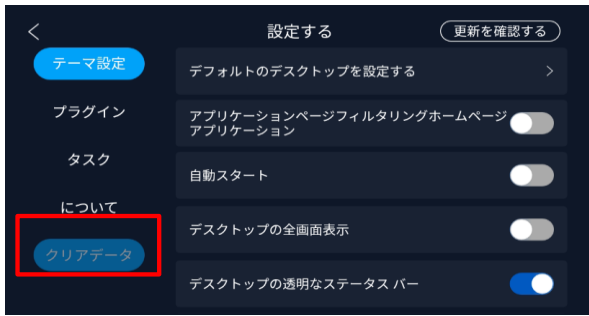 設定する
更新を確認する
テーマ設定
プラグイン
タスク
について
クリアデータ
デフォルトのデスクトップを設定する
アプリケーションページフィルタリングホームページ
アプリケーション
自動スタート
デスクトップの全画面表示
デスクトップの透明なステータス バー